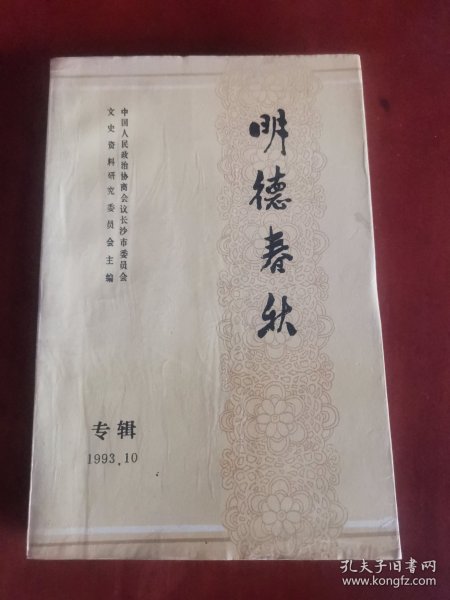 明德春秋
中国人民政治协商会议长沙市委员会
文史资料研究委员会主编
专辑
1993.10
孔夫子旧书网
www.kongfz.com